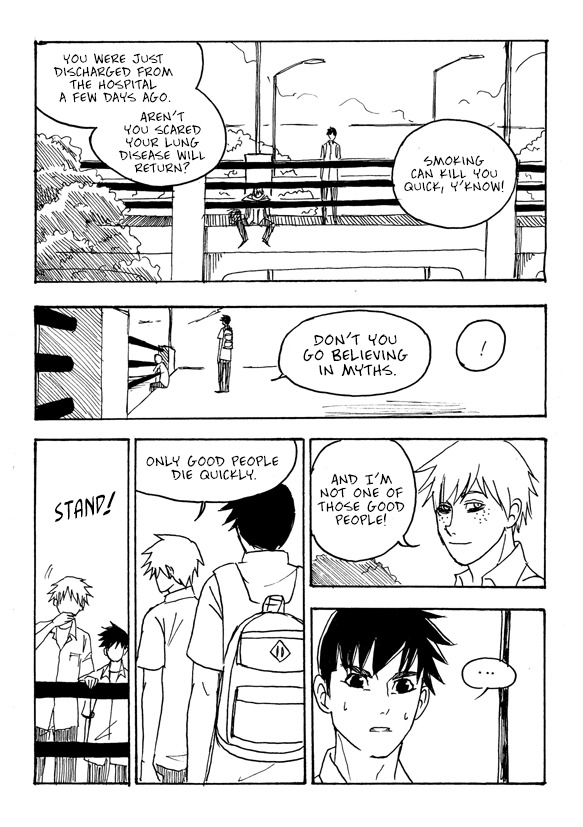 YOU WERE JUST
DISCHARGED FROM
THE HOSPITAL
A FEW DAYS AGO.
AREN'T
YOU SCARED
YOUR LUNG
DISEASE WILL
RETURN?
SMOKING
CAN KILL YOU
QUICK, Y'KNOW!
DON'T YOU
GO BELIEVING
IN MYTHS.
!
STAND!
ONLY GOOD PEOPLE
DIE QUICKLY.
AND I'M
NOT ONE OF
THOSE GOOD
PEOPLE!
...